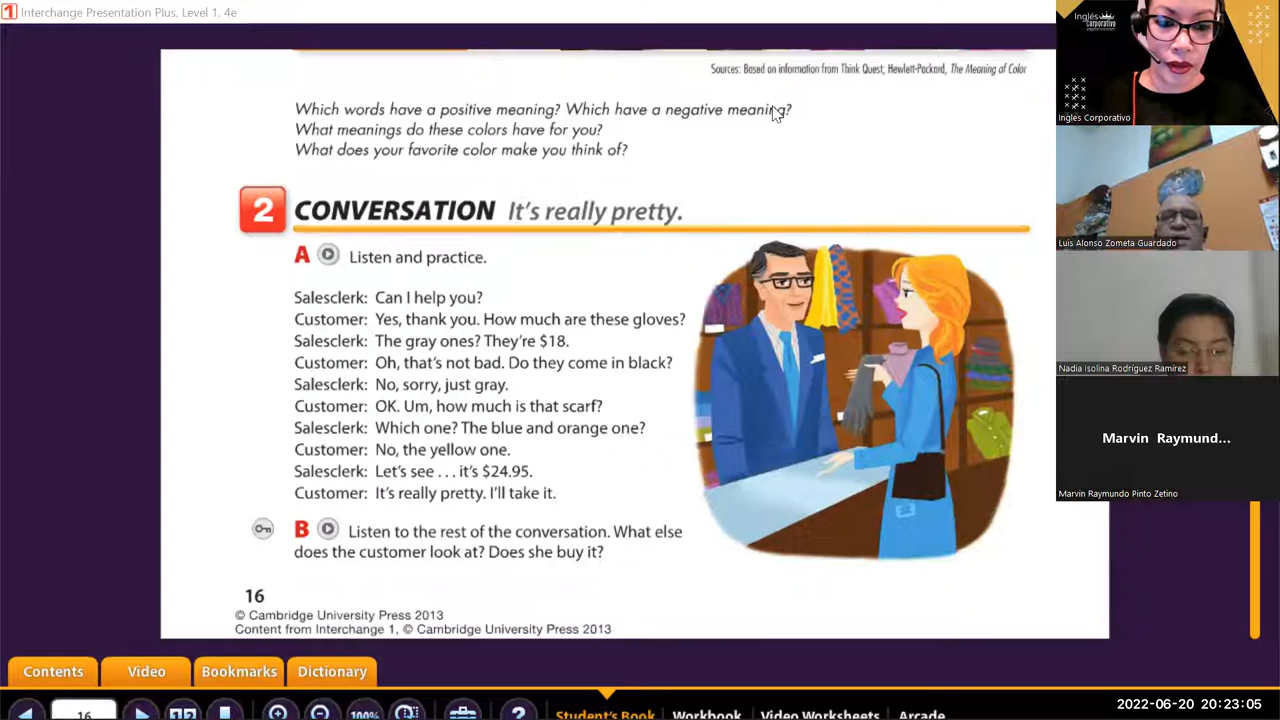 Interchange Presentation Plus, Level 1, 4e
Sources: Based on information from Think Quest; Hewlett-Packard, The Meaning of Color
Which words have a positive meaning? Which have a negative meaning?
What meanings do these colors have for you?
What does your favorite color make you think of?
2 CONVERSATION It's really pretty.
A Listen and practice.
Salesclerk: Can I help you?
Customer: Yes, thank you. How much are these gloves?
Salesclerk: The gray ones? They're $18.
Customer: Oh, that's not bad. Do they come in black?
Salesclerk: No, sorry, just gray.
Customer: OK. Um, how much is that scarf?
Salesclerk: Which one? The blue and orange one?
Customer: No, the yellow one.
Salesclerk: Let's see . . . it's $24.95.
Customer: It's really pretty. I'll take it.
B Listen to the rest of the conversation. What else
does the customer look at? Does she buy it?
16
© Cambridge University Press 2013
Content from Interchange 1, © Cambridge University Press 2013
Contents Video Bookmarks Dictionary
16 100% ? Student's Book Workbook Video Worksheets Arcade
Inglés
Corporativo
Inglés Corporativo
Luis Alonso Zometa Guardado
Nadia Isolina Rodríguez Ramírez
Marvin Raymund...
Marvin Raymundo Pinto Zetino
2022-06-20 20:23:05